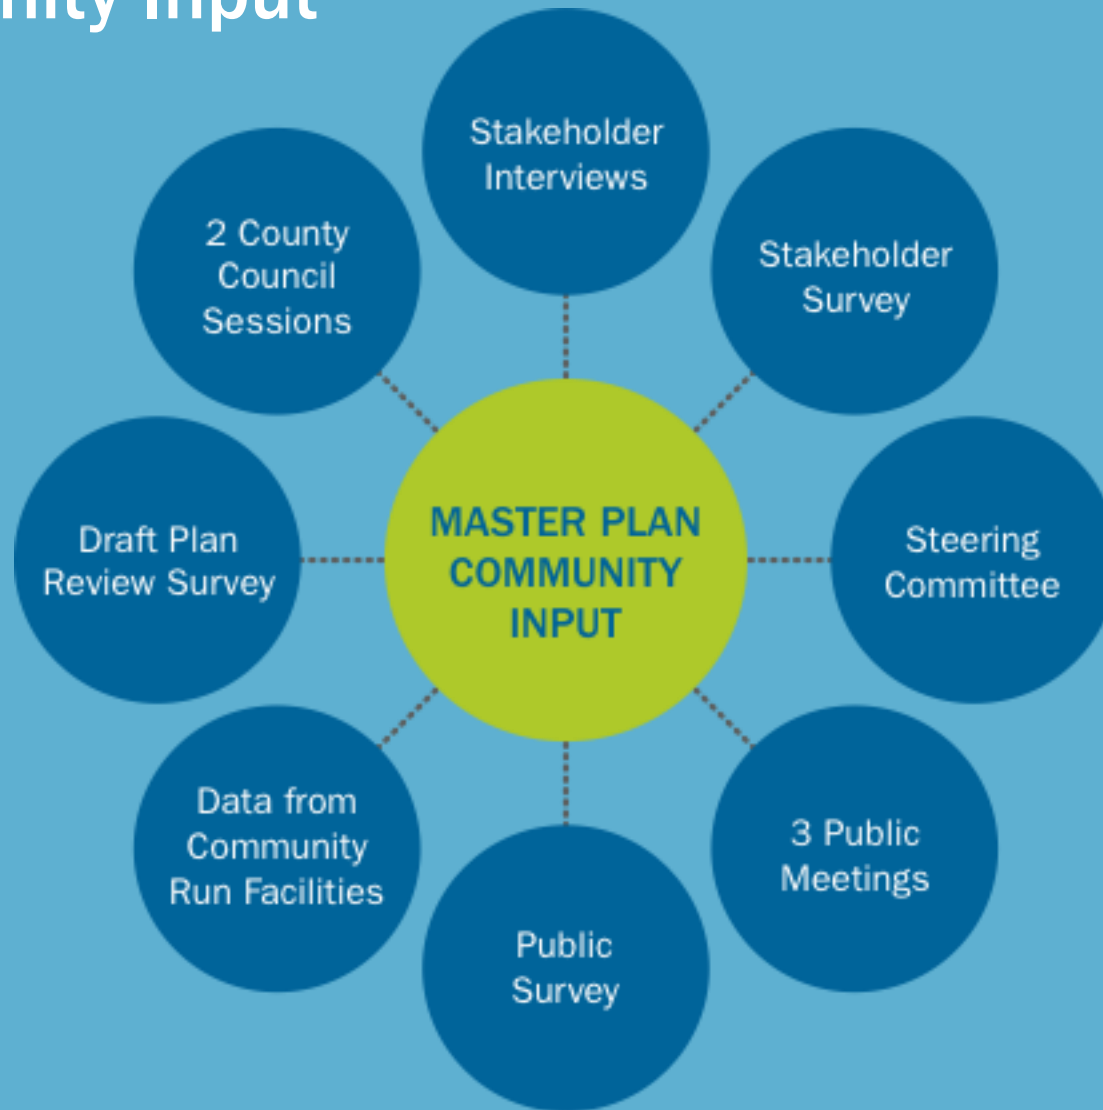 Input
Stakeholder
Interviews
Stakeholder
Survey
Steering
Committee
3 Public
Meetings
Public
Survey
Data from
Community
Run Facilities
Draft Plan
Review Survey
2 County
Council
Sessions
MASTER PLAN
COMMUNITY
INPUT